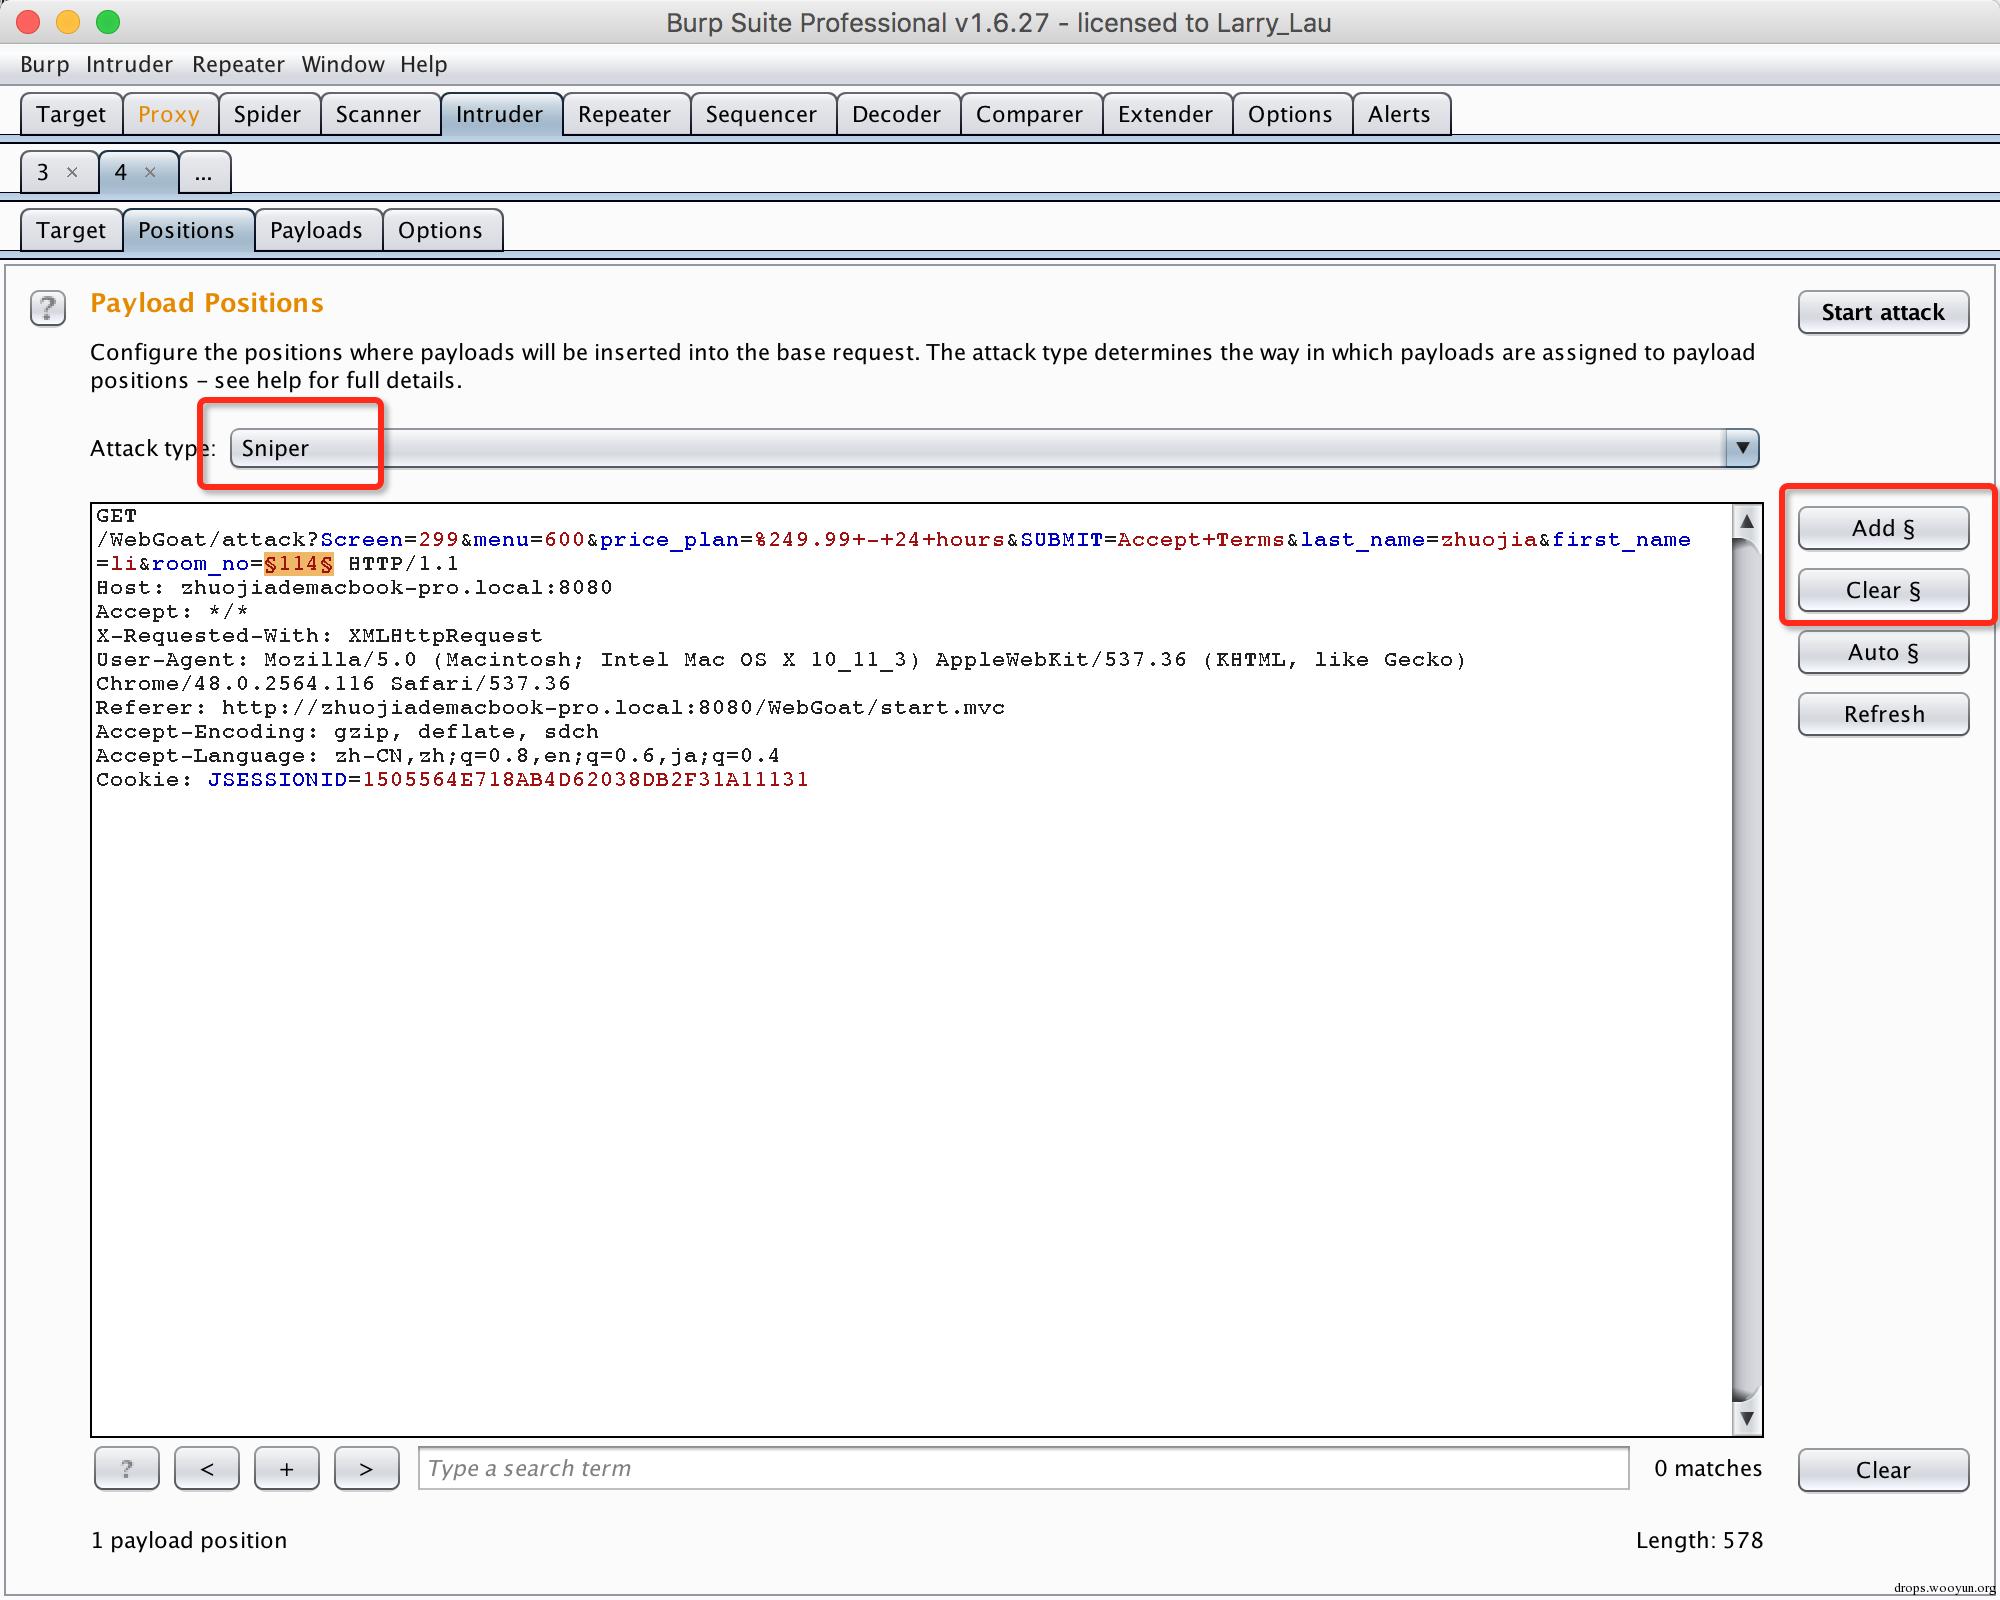 Burp Suite Professional v1.6.27 - licensed to Larry_Lau
Burp Intruder Repeater Window Help
Target Proxy Spider Scanner Intruder Repeater Sequencer Decoder Comparer Extender Options Alerts
3 × 4 × ...
Target Positions Payloads Options
? Payload Positions
Start attack
Configure the positions where payloads will be inserted into the base request. The attack type determines the way in which payloads are assigned to payload
positions – see help for full details.
Attack type: Sniper
GET
/WebGoat/attack?Screen=299&menu=600&price_plan=%249.99+-+24+hours&SUBMIT=Accept+Terms&last_name=zhuojia&first_name
=li&room_no=§114§ HTTP/1.1
Host: zhuojiademacbook-pro.local:8080
Accept: */*
X-Requested-With: XMLHttpRequest
User-Agent: Mozilla/5.0 (Macintosh; Intel Mac OS X 10_11_3) AppleWebKit/537.36 (KHTML, like Gecko)
Chrome/48.0.2564.116 Safari/537.36
Referer: http://zhuojiademacbook-pro.local:8080/WebGoat/start.mvc
Accept-Encoding: gzip, deflate, sdch
Accept-Language: zh-CN,zh;q=0.8,en;q=0.6,ja;q=0.4
Cookie: JSESSIONID=1505564E718AB4D62038DB2F31A11131
Add §
Clear §
Auto §
Refresh
? < + > Type a search term 0 matches Clear
1 payload position Length: 578
drops.wooyun.org